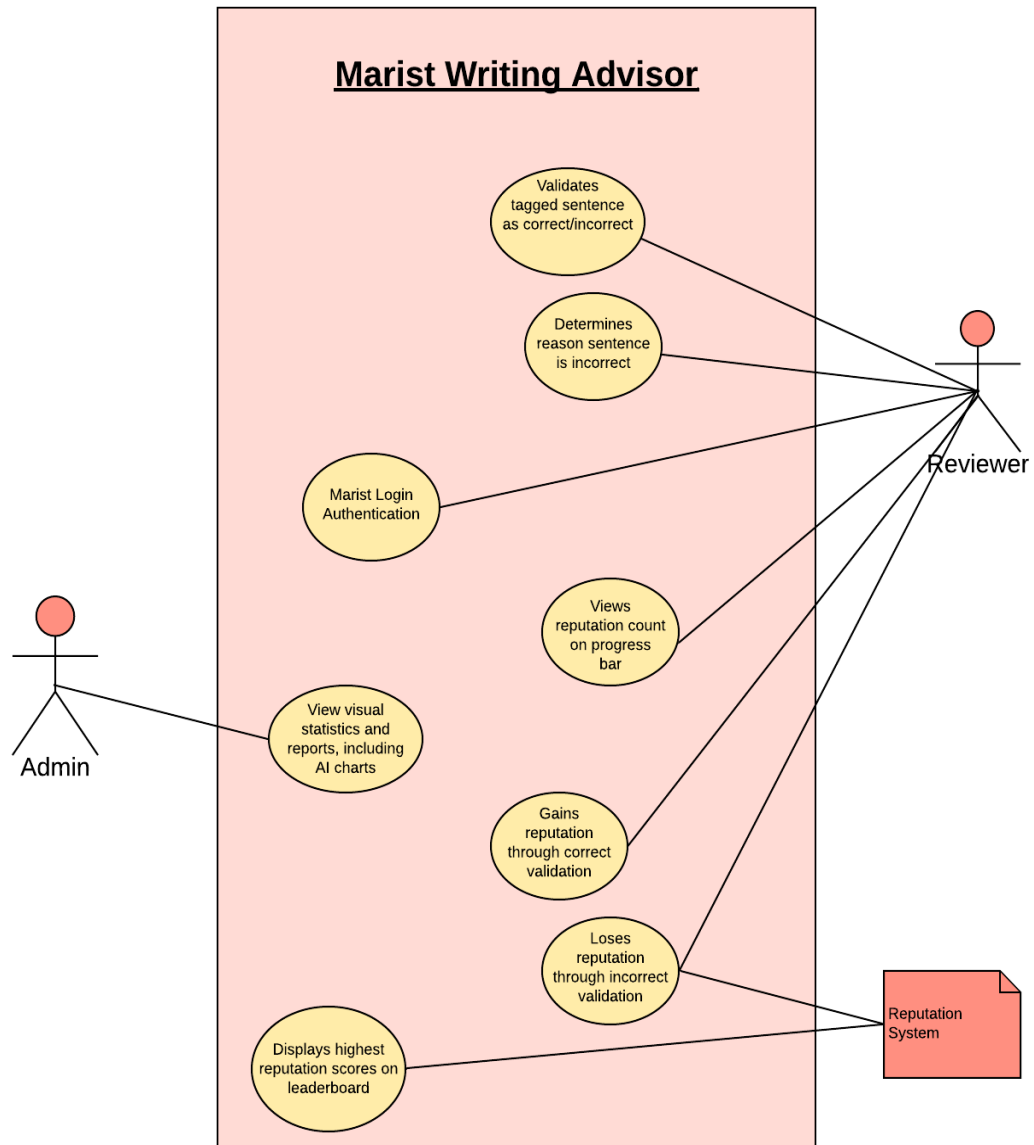 Marist Writing Advisor
Validates
tagged sentence
as correct/incorrect
Determines
reason sentence
is incorrect
Reviewer
Marist Login
Authentication
Views
reputation count
on progress
bar
Admin
View visual
statistics and
reports, including
AI charts
Gains
reputation
through correct
validation
Loses
reputation
through incorrect
validation
Reputation
System
Displays highest
reputation scores on
leaderboard